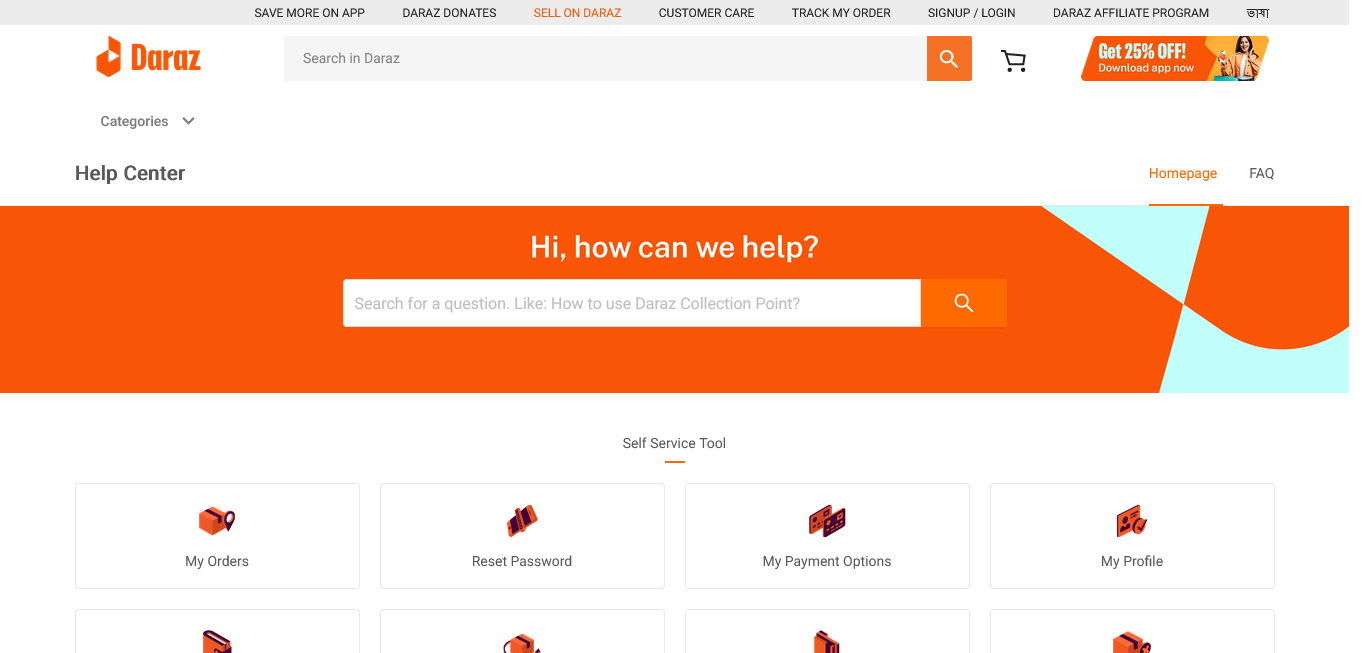 SAVE MORE ON APP DARAZ DONATES SELL ON DARAZ CUSTOMER CARE TRACK MY ORDER SIGNUP / LOGIN DARAZ AFFILIATE PROGRAM ভাষা
Daraz
Search in Daraz
Get 25% OFF!
Download app now
Categories
Help Center
Homepage FAQ
Hi, how can we help?
Search for a question. Like: How to use Daraz Collection Point?
Self Service Tool
My Orders Reset Password My Payment Options My Profile